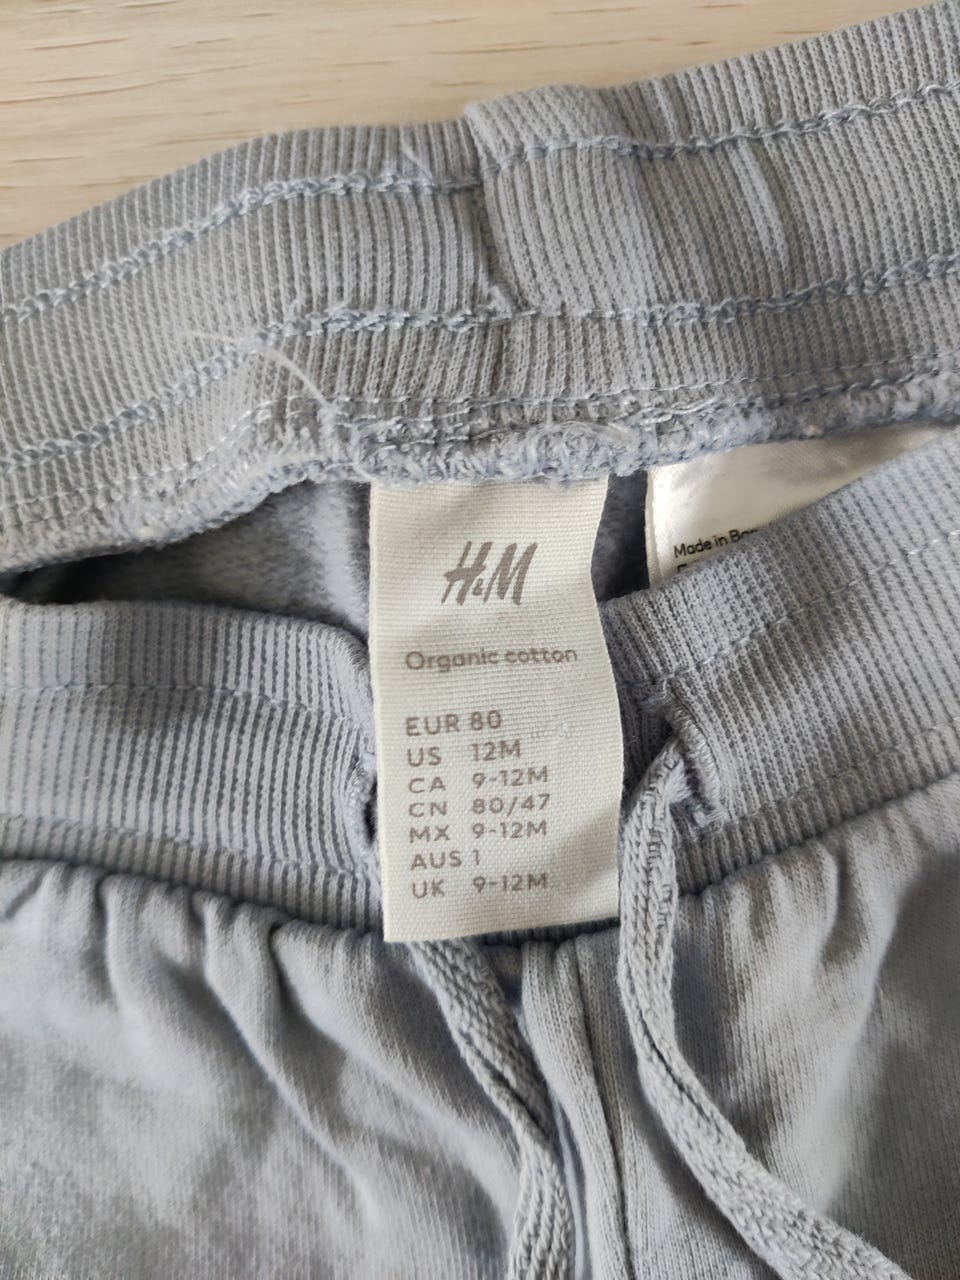 H&M
Organic cotton
EUR 80
US 12M
CA 9-12M
CN 80/47
MX 9-12M
AUS 1
UK 9-12M
Made in